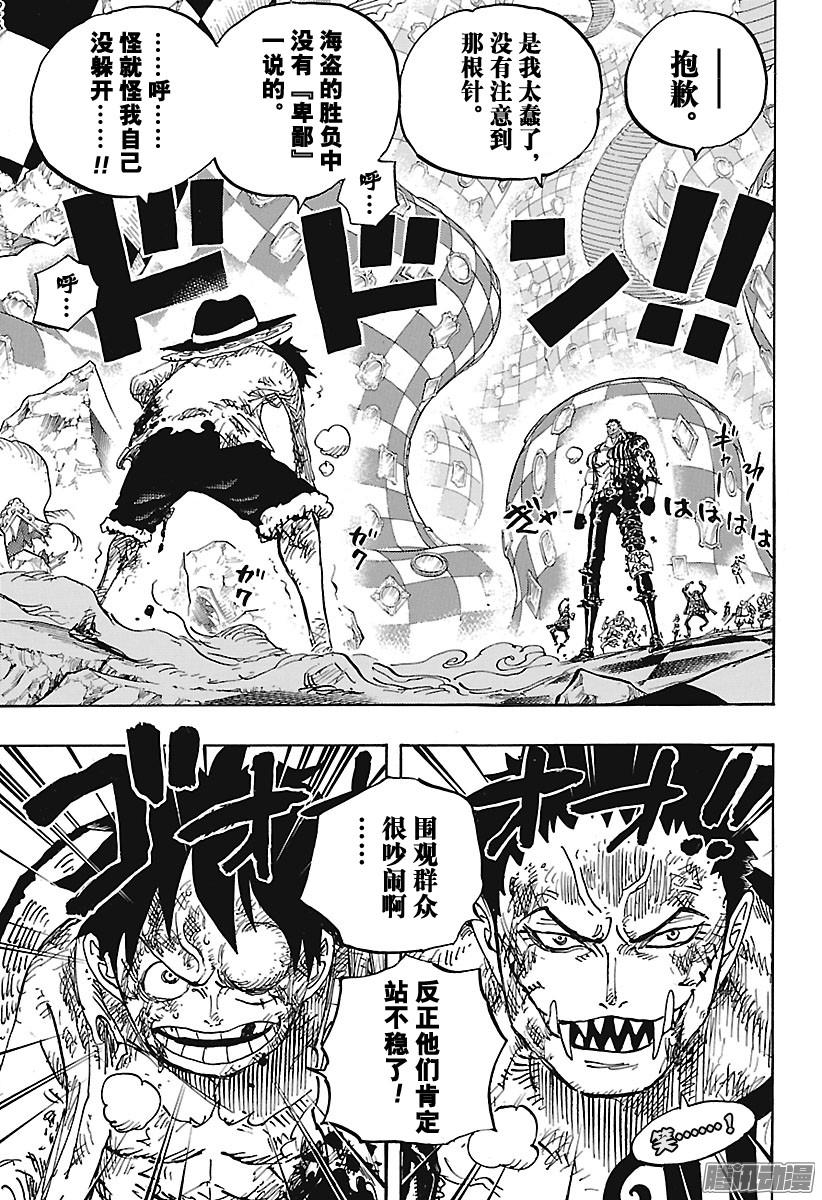 ——
抱歉。
是我太蠢了，
没有注意到
那根针。
海盗的胜负中
没有『卑鄙』
一说的。
呼…
……呼…
怪就怪我自己
没躲开……!!
呼…
ドドン!!
ギャー
ギャー
ははははは
ガク
ガク
围观群众
很吵闹啊
……
反正他们肯定
站不稳了！
ゴオオオ!!
笑……！
腾讯动漫